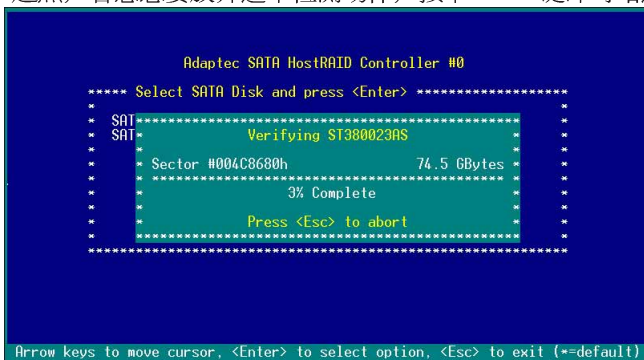 Adaptec SATA HostRAID Controller #0
***** Select SATA Disk and press <Enter> *******************
SAT
SAT
Verifying ST380023AS
Sector #004C8680h 74.5 GBytes
3% Complete
Press <Esc> to abort
Arrow keys to move cursor, <Enter> to select option, <Esc> to exit (*=default)